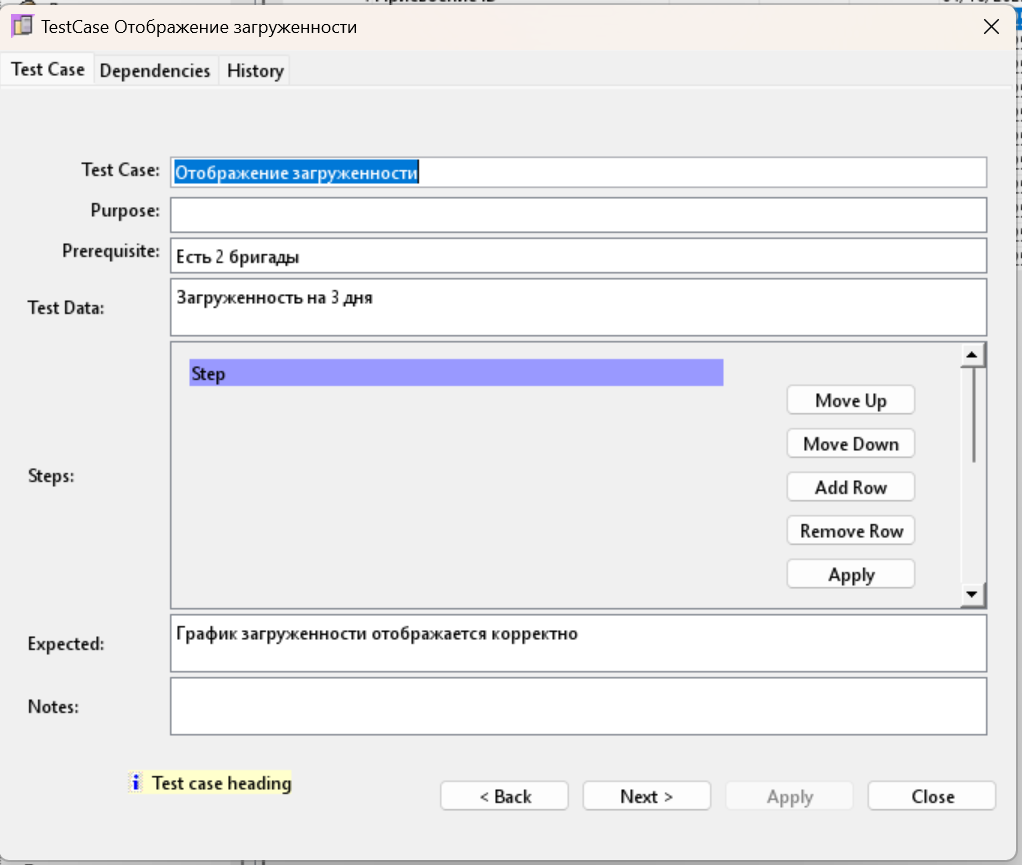 TestCase Отображение загруженности
Test Case Dependencies History
Test Case: Отображение загруженности
Purpose:
Prerequisite: Есть 2 бригады
Test Data: Загруженность на 3 дня
Steps:
Step
Move Up
Move Down
Add Row
Remove Row
Apply
Expected: График загруженности отображается корректно
Notes:
i Test case heading
< Back Next > Apply Close